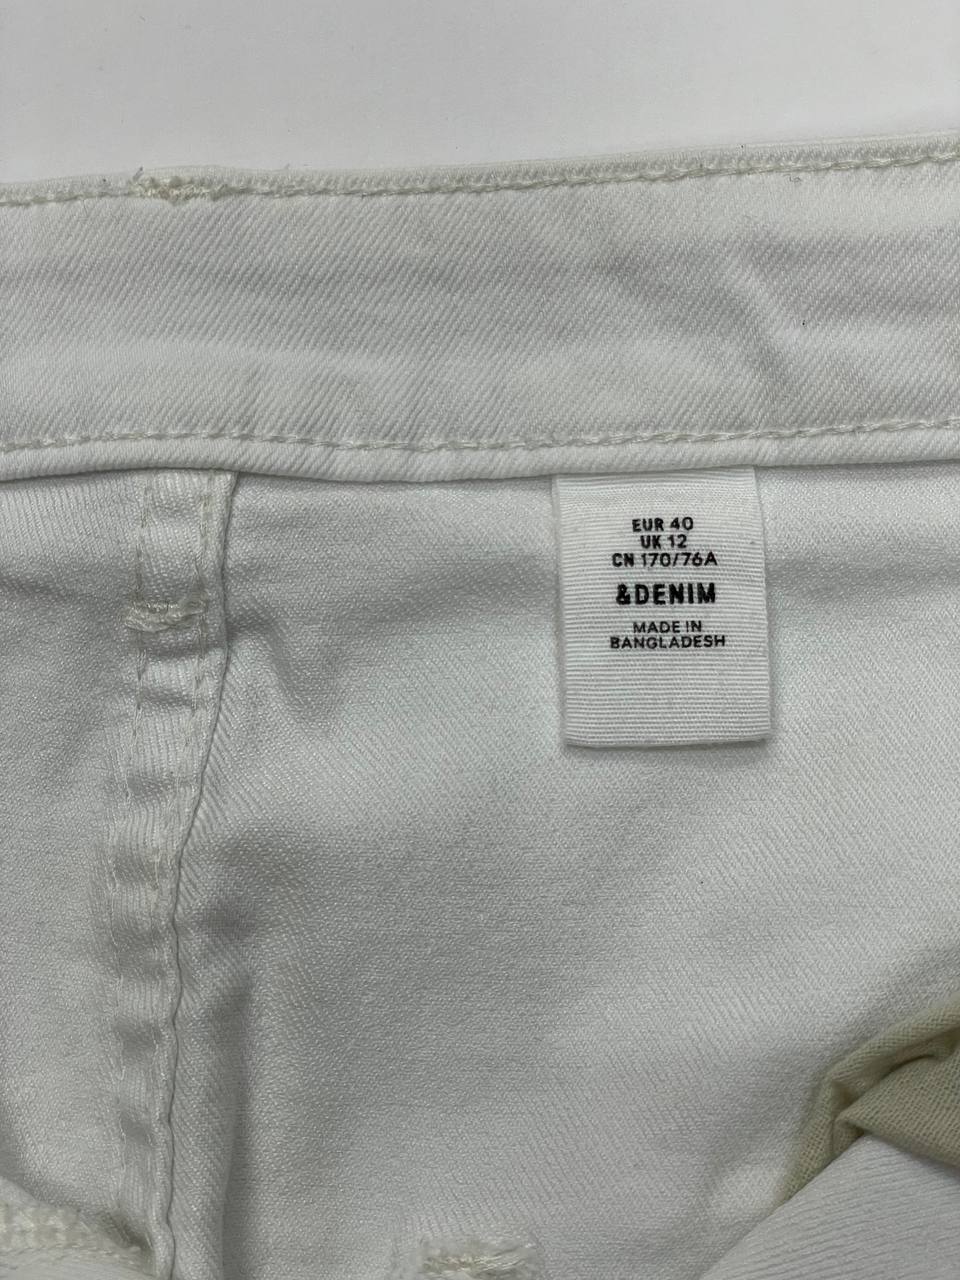 EUR 40
UK 12
CN 170/76A
&DENIM
MADE IN
BANGLADESH